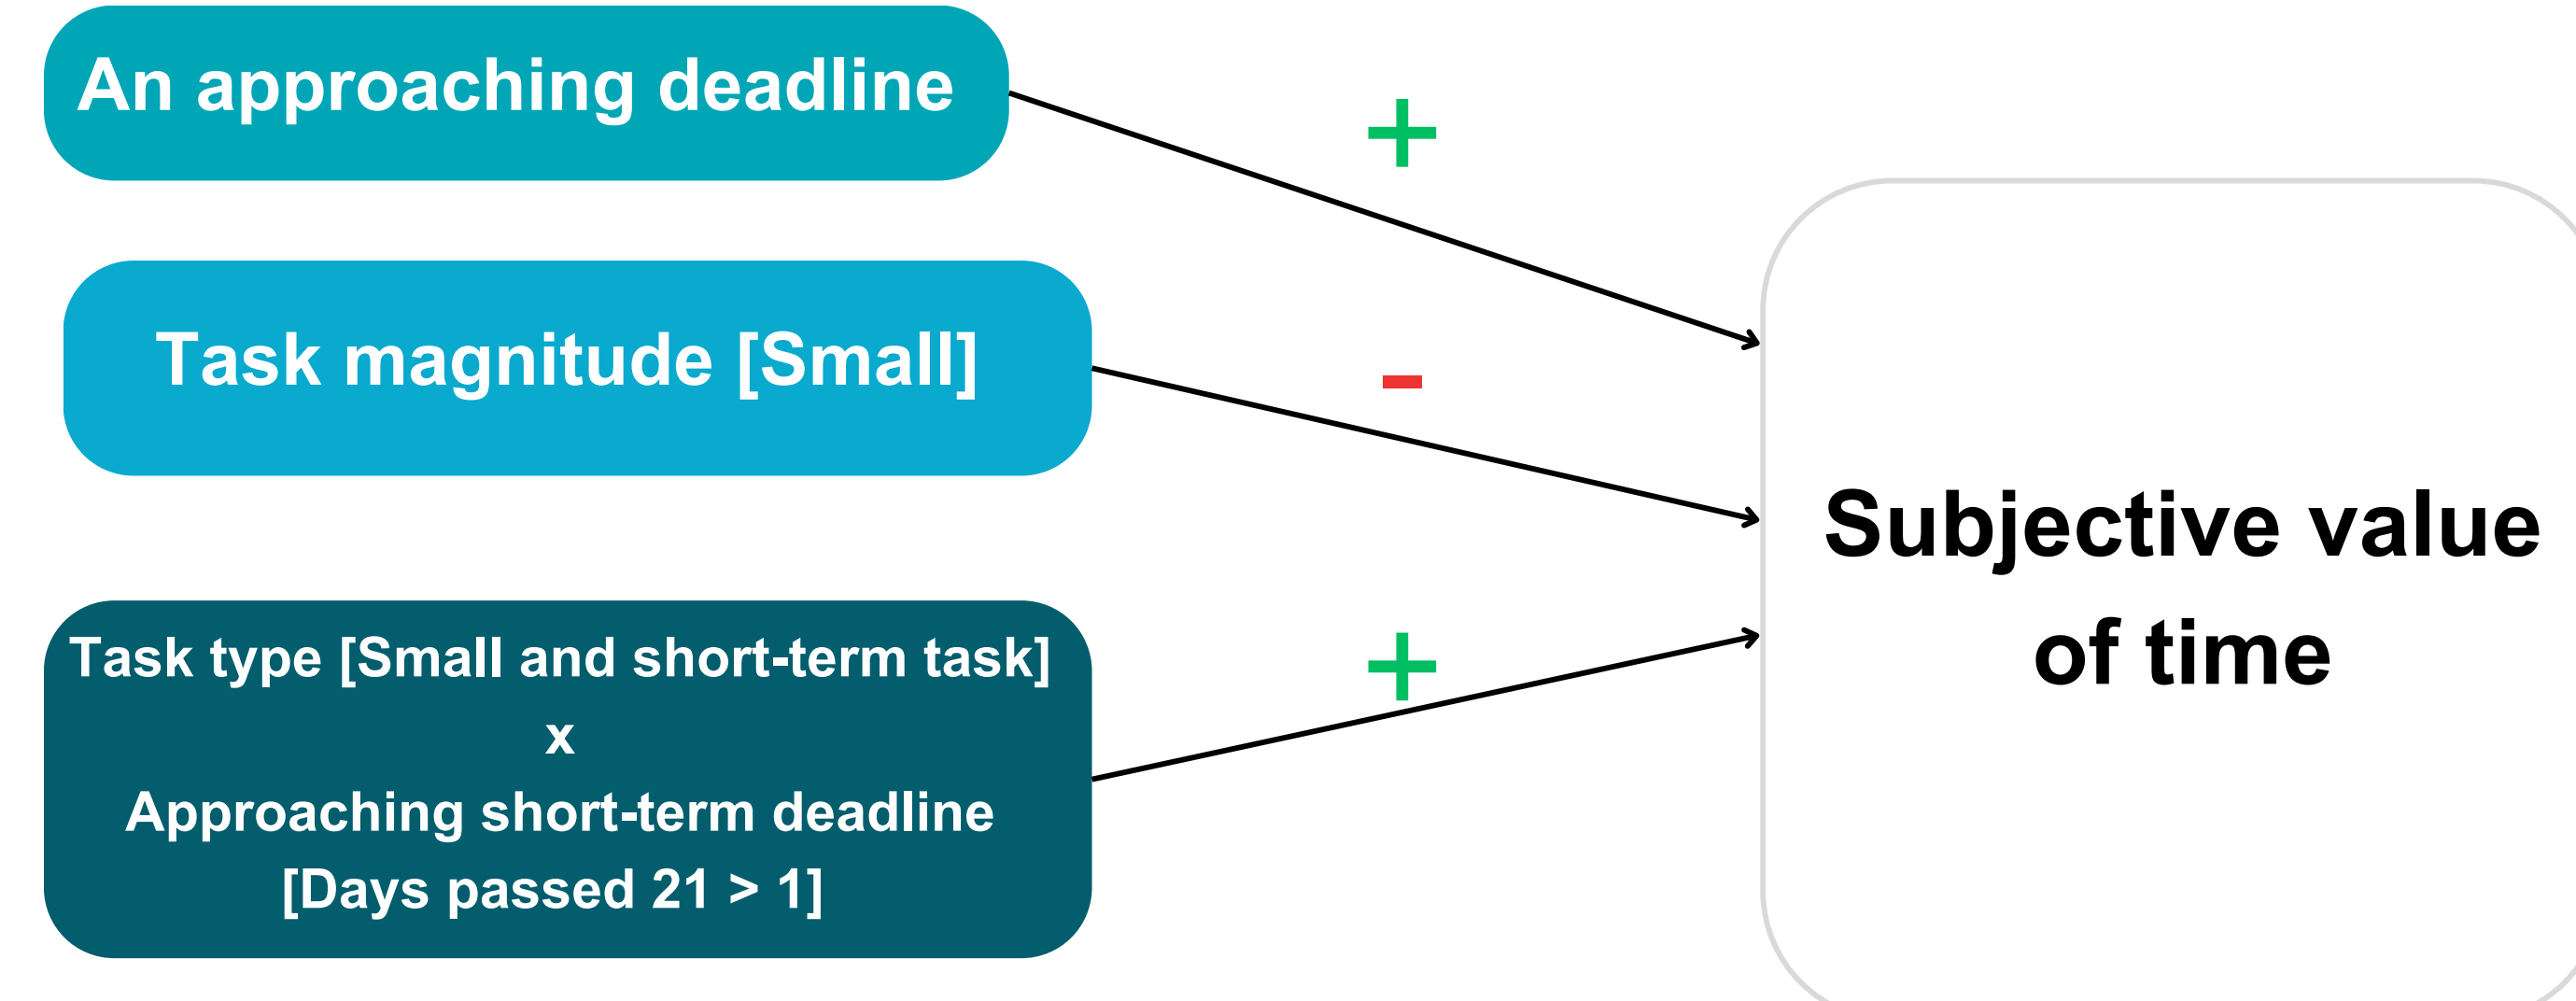 An approaching deadline
+
Task magnitude [Small]
-
Task type [Small and short-term task]
x
Approaching short-term deadline
[Days passed 21 > 1]
+
Subjective value
of time